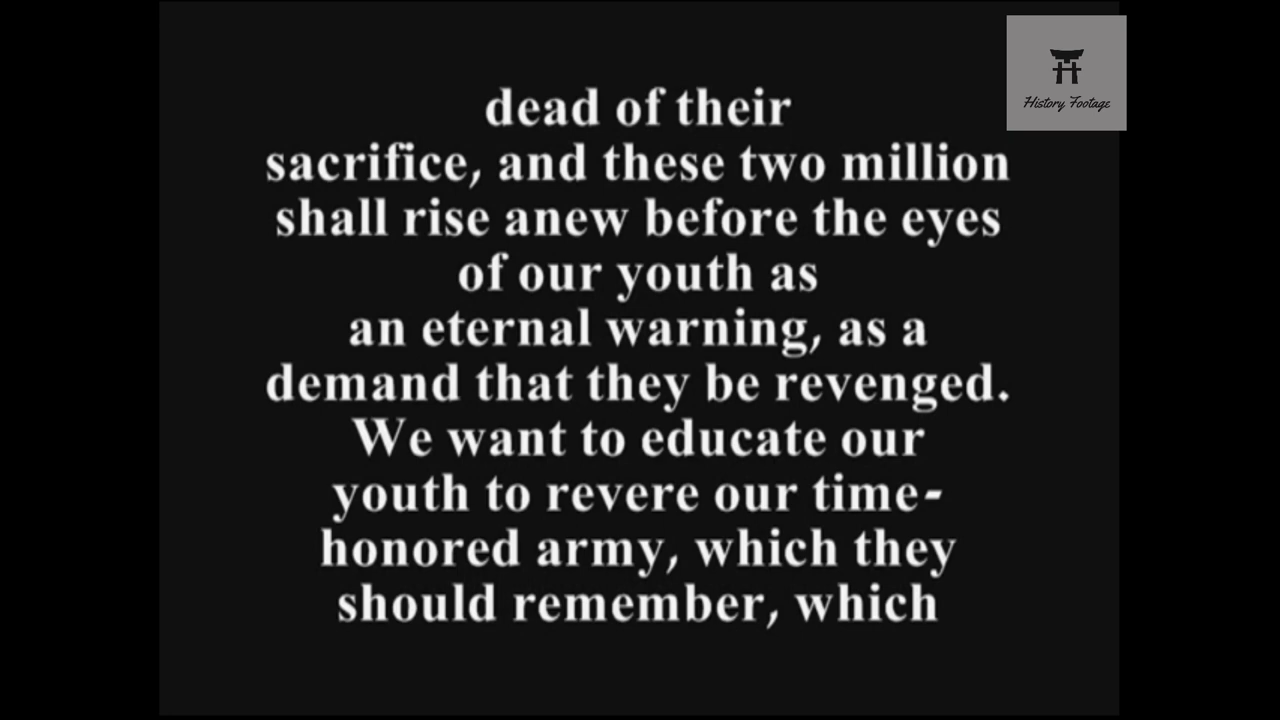 History Footage
dead of their
sacrifice, and these two million
shall rise anew before the eyes
of our youth as
an eternal warning, as a
demand that they be revenged.
We want to educate our
youth to revere our time-
honored army, which they
should remember, which